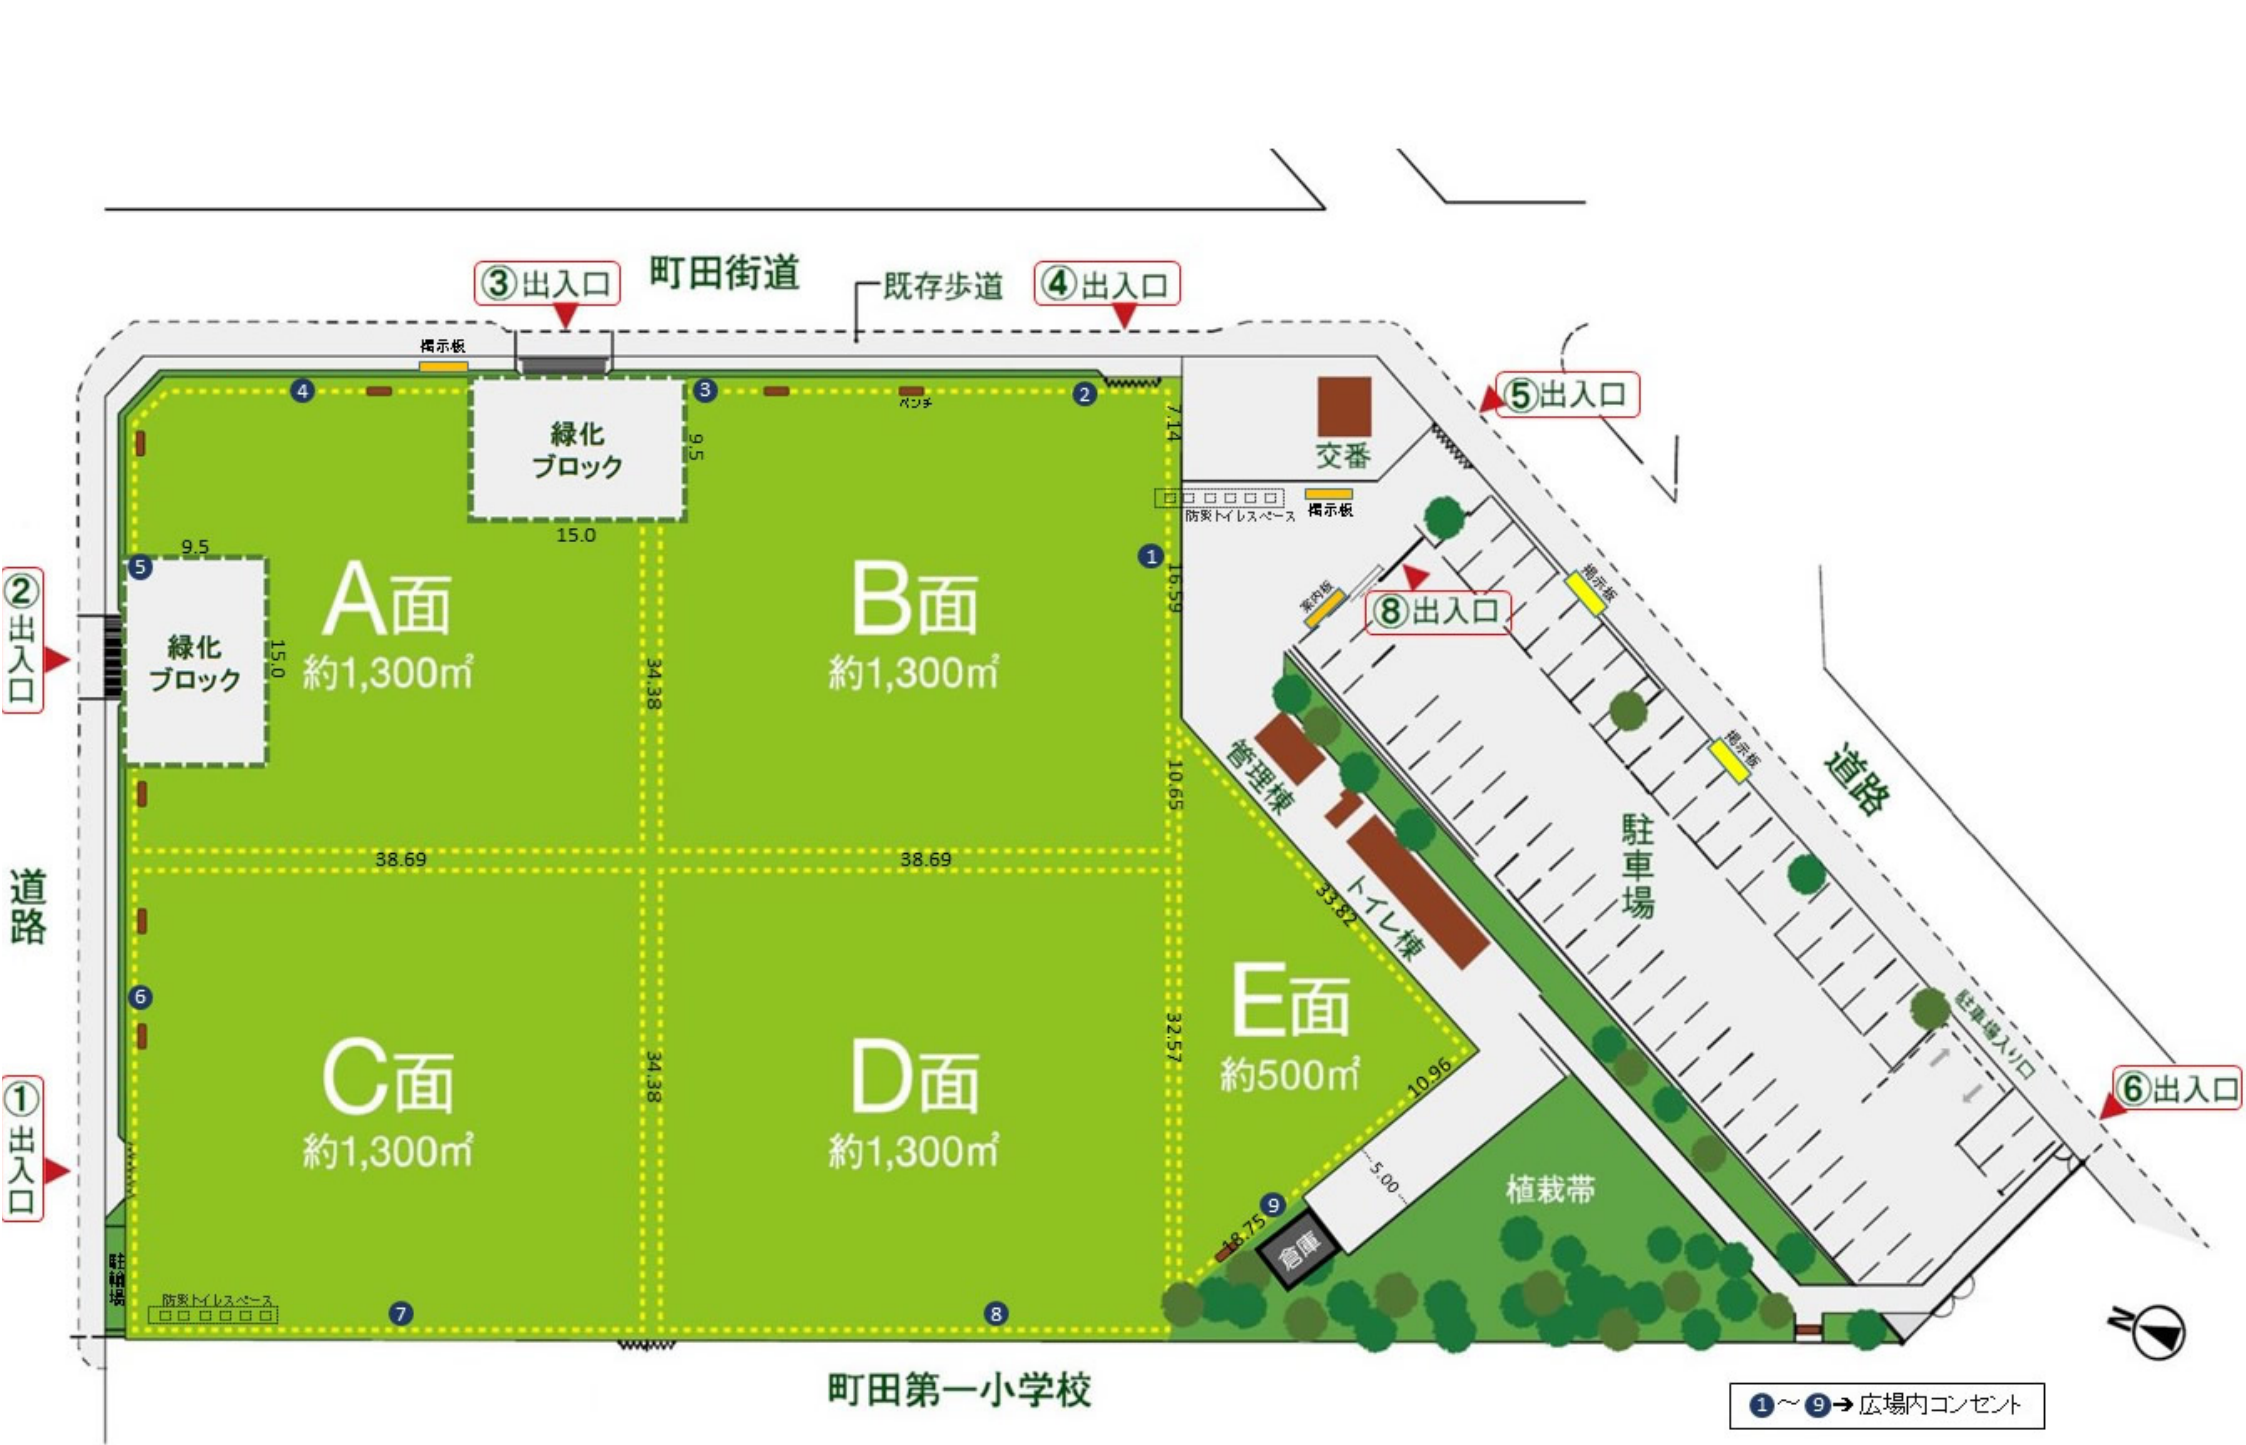 町田街道
③出入口
既存歩道
④出入口
掲示板
⑤出入口
4
3
2
ベンチ
緑化
ブロック
9.5
15.0
7.14
交番
防災トイレスペース
掲示板
9.5
5
②出入口
緑化
ブロック
15.0
A面
約1,300㎡
34.38
B面
約1,300㎡
1
16.59
案内板
⑧出入口
掲示板
掲示板
道路
駐車場
管理棟
トイレ棟
10.65
33.82
38.69
38.69
道路
6
C面
約1,300㎡
34.38
D面
約1,300㎡
32.57
E面
約500㎡
10.96
駐車場入り口
⑥出入口
①出入口
5.00
植栽帯
9
18.75
倉庫
駐輪場
防災トイレスペース
7
8
N
町田第一小学校
1～9➔広場内コンセント